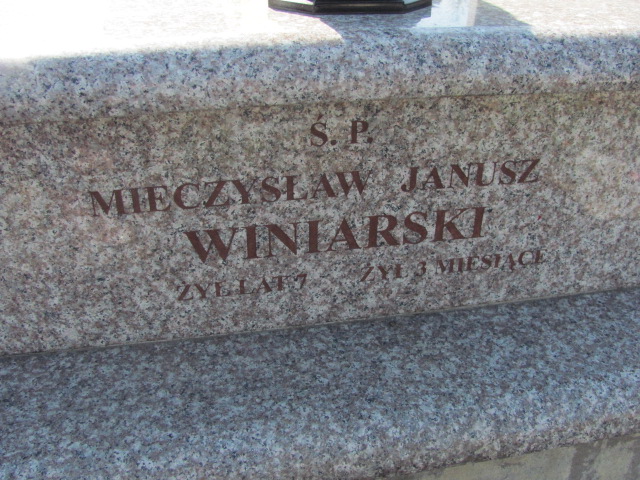 Ś. P.
MIECZYSŁAW JANUSZ
WINIARSKI
ŻYŁ LAT 7 ŻYŁ 3 MIESIĄCE